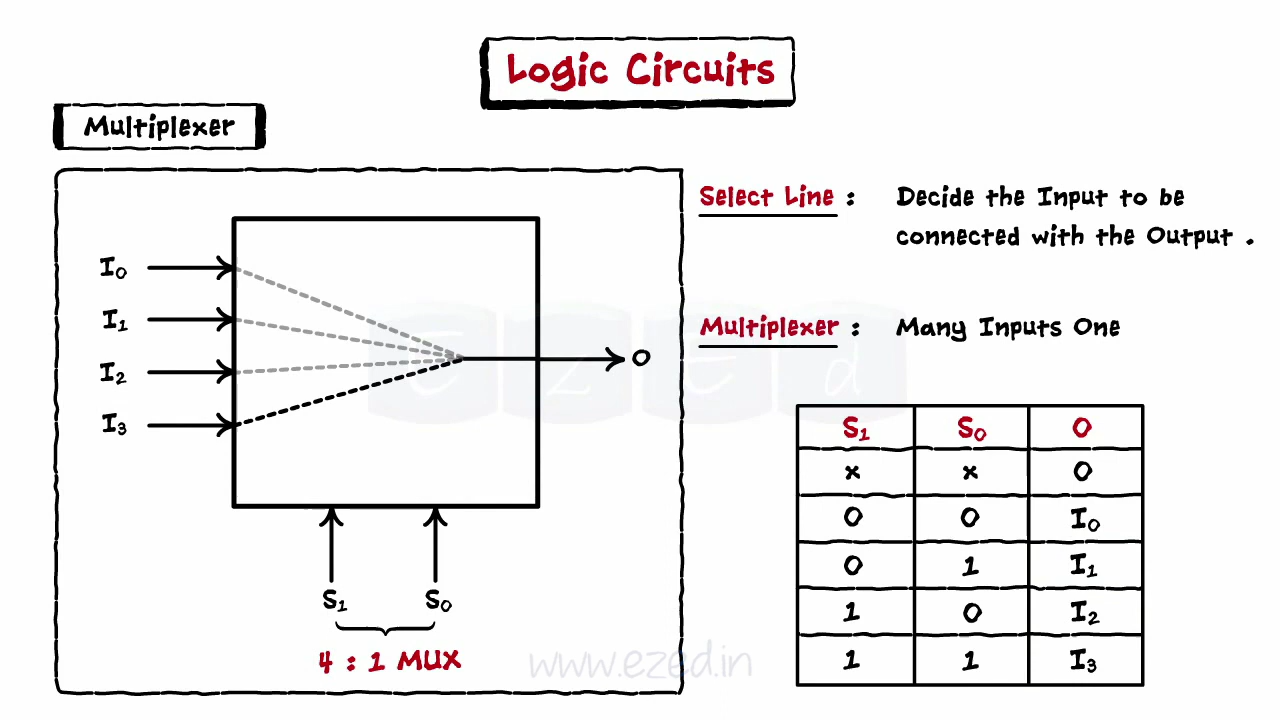 Logic Circuits
Multiplexer
I0
I1
I2
I3
O
S1 S0
4 : 1 MUX
Select Line : Decide the Input to be
connected with the Output .
Multiplexer : Many Inputs One
S1 S0 O
x x 0
0 0 I0
0 1 I1
1 0 I2
1 1 I3
ezEd
www.ezed.in